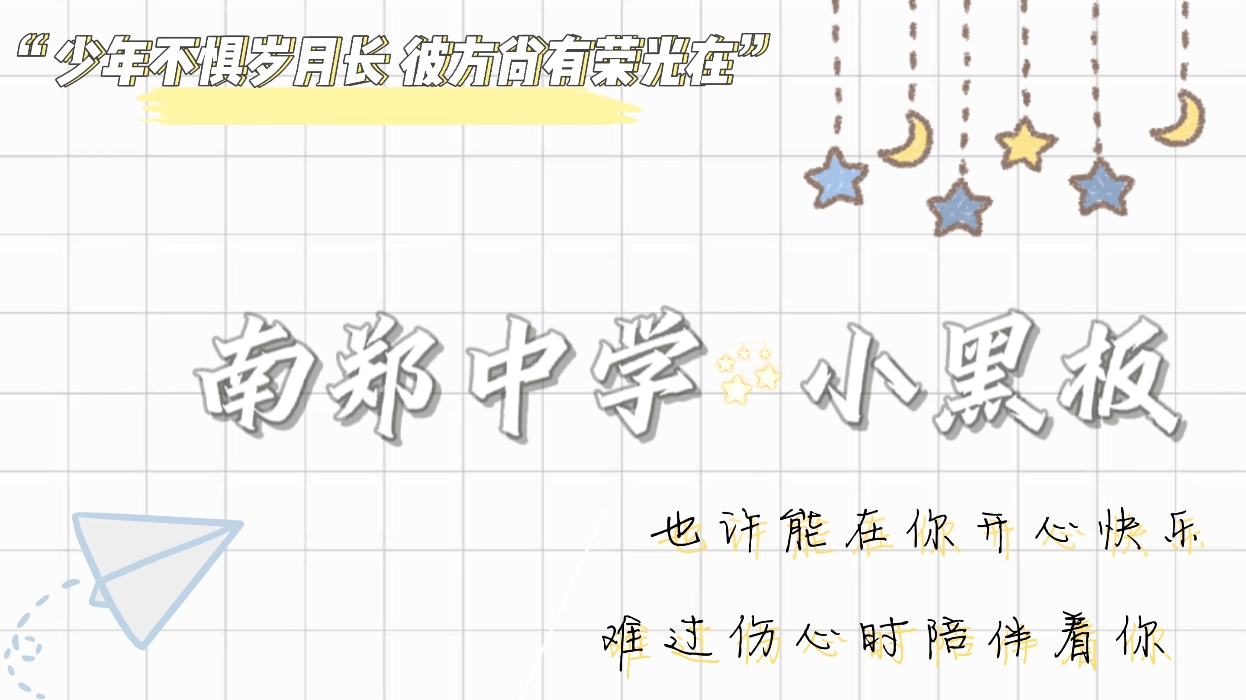 “少年不惧岁月长 彼方尚有荣光在”
南郑中学 小黑板
也许能在你开心快乐
难过伤心时陪伴着你